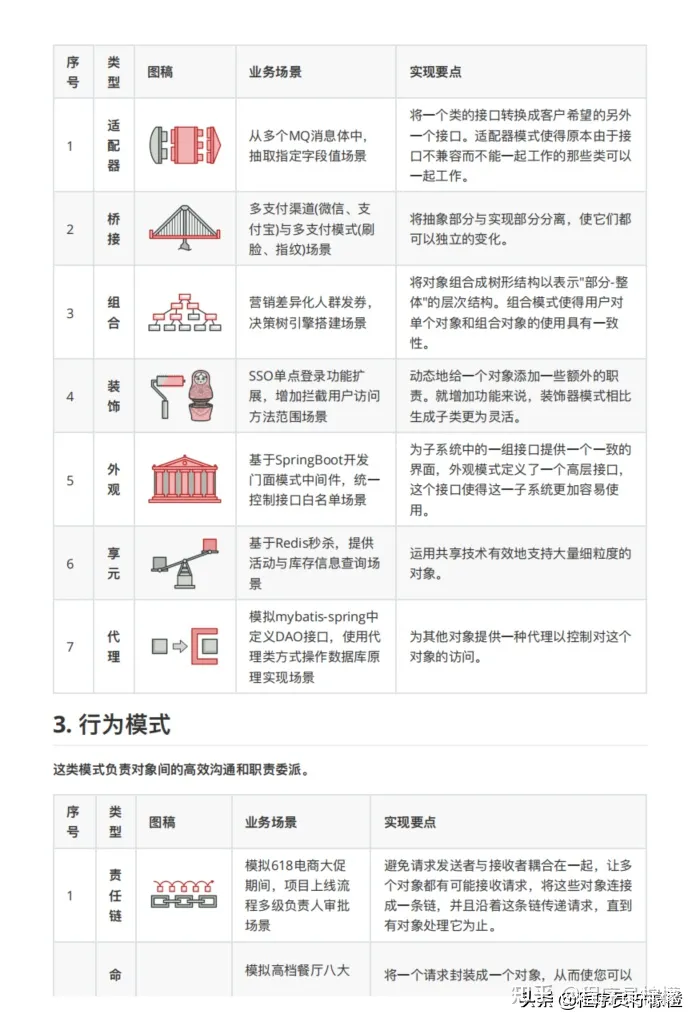 序号 类型 图稿 业务场景 实现要点
1 适配器 从多个MQ消息体中，抽取指定字段值场景 将一个类的接口转换成客户希望的另外一个接口。适配器模式使得原本由于接口不兼容而不能一起工作的那些类可以一起工作。
2 桥接 多支付渠道(微信、支付宝)与多支付模式(刷脸、指纹)场景 将抽象部分与实现部分分离，使它们都可以独立的变化。
3 组合 营销差异化人群发券，决策树引擎搭建场景 将对象组合成树形结构以表示"部分-整体"的层次结构。组合模式使得用户对单个对象和组合对象的使用具有一致性。
4 装饰 SSO单点登录功能扩展，增加拦截用户访问方法范围场景 动态地给一个对象添加一些额外的职责。就增加功能来说，装饰器模式相比生成子类更为灵活。
5 外观 基于SpringBoot开发门面模式中间件，统一控制接口白名单场景 为子系统中的一组接口提供一个一致的界面，外观模式定义了一个高层接口，这个接口使得这一子系统更加容易使用。
6 享元 基于Redis秒杀，提供活动与库存信息查询场景 运用共享技术有效地支持大量细粒度的对象。
7 代理 模拟mybatis-spring中定义DAO接口，使用代理类方式操作数据库原理实现场景 为其他对象提供一种代理以控制对这个对象的访问。
3. 行为模式
这类模式负责对象间的高效沟通和职责委派。
序号 类型 图稿 业务场景 实现要点
1 责任链 模拟618电商大促期间，项目上线流程多级负责人审批场景 避免请求发送者与接收者耦合在一起，让多个对象都有可能接收请求，将这些对象连接成一条链，并且沿着这条链传递请求，直到有对象处理它为止。
命 模拟高档餐厅八大 将一个请求封装成一个对象，从而使您可以
头条 @程序员柠檬橙